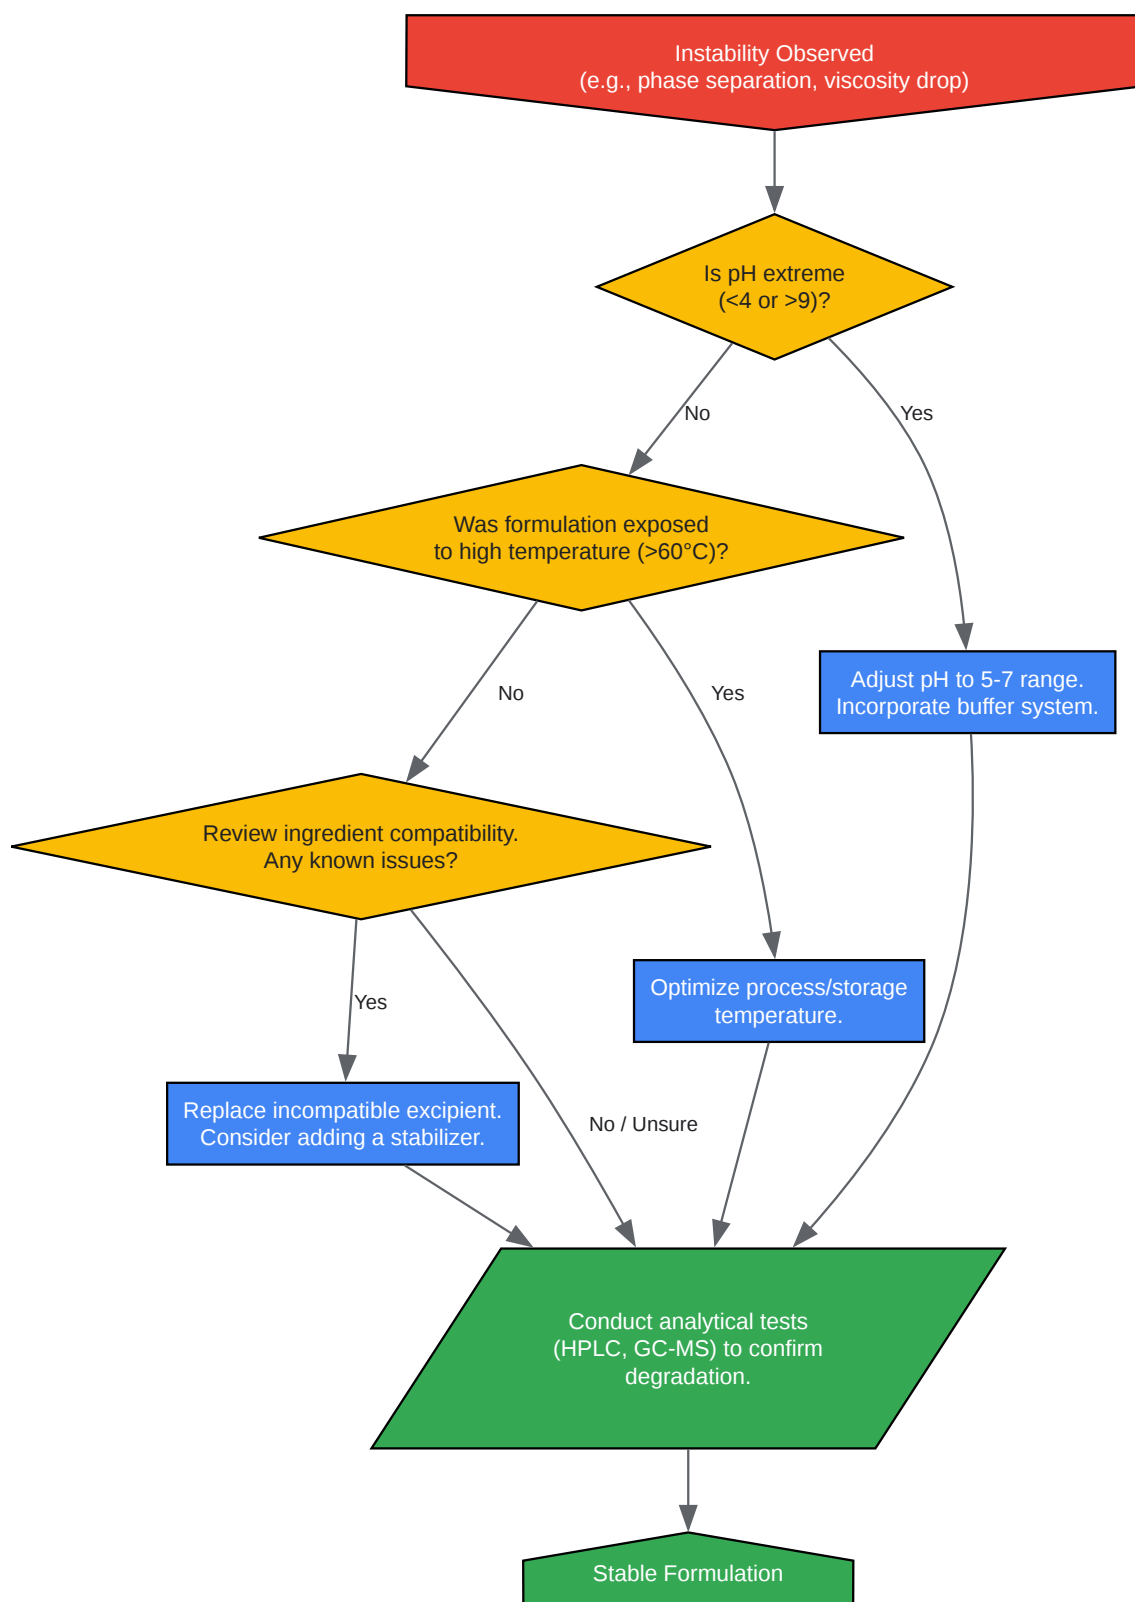 Instability Observed
(e.g., phase separation, viscosity drop)
Is pH extreme
(<4 or >9)?
No
Yes
Was formulation exposed
to high temperature (>60°C)?
No
Yes
Adjust pH to 5-7 range.
Incorporate buffer system.
Review ingredient compatibility.
Any known issues?
Yes
Optimize process/storage
temperature.
Replace incompatible excipient.
Consider adding a stabilizer.
No / Unsure
Conduct analytical tests
(HPLC, GC-MS) to confirm
degradation.
Stable Formulation